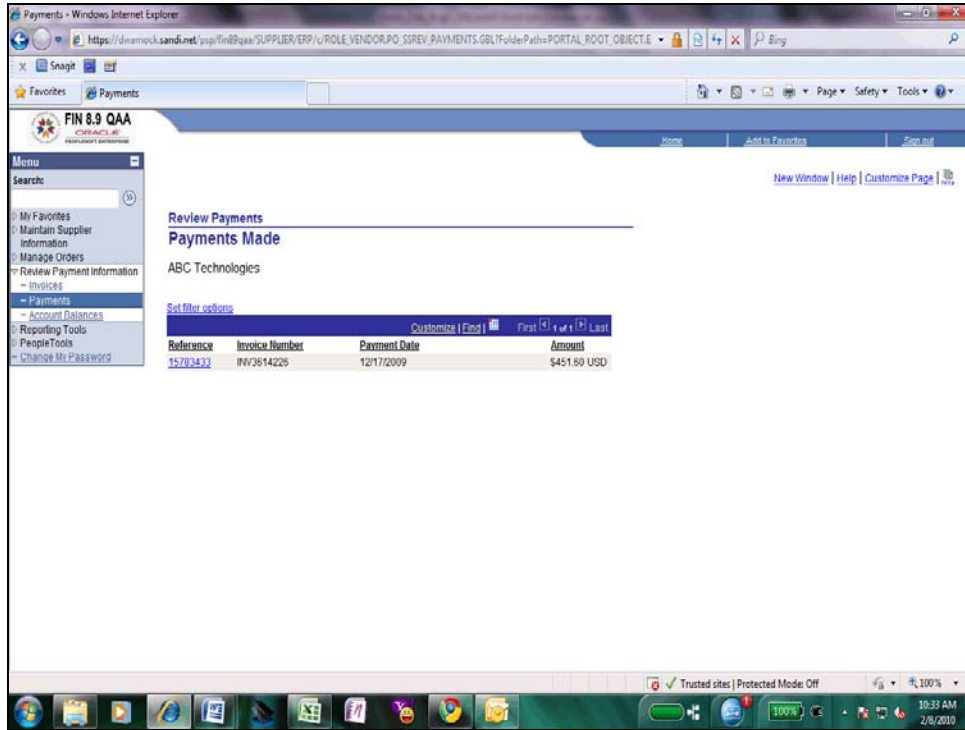 Payments - Windows Internet Explorer
https://dwamock.sandi.net/psp/fin89qaa/SUPPLIER/ERP/c/ROLE_VENDOR.PO_SSREV_PAYMENTS.GBL?FolderPath=PORTAL_ROOT_OBJECT.E
Bing
x Snagit
Favorites Payments Page Safety Tools
FIN 8.9 QAA
ORACLE
PEOPLESOFT ENTERPRISE
Home Add to Favorites Sign out
Menu
Search:
New Window | Help | Customize Page |
My Favorites
Maintain Supplier
Information
Manage Orders
Review Payment Information
– Invoices
– Payments
– Account Balances
Reporting Tools
PeopleTools
– Change My Password
Review Payments
Payments Made
ABC Technologies
Set filter options
Customize | Find | First 1 of 1 Last
Reference Invoice Number Payment Date Amount
15783433 INV3614226 12/17/2009 $451.60 USD
Trusted sites | Protected Mode: Off 100%
100%
10:33 AM
2/8/2010